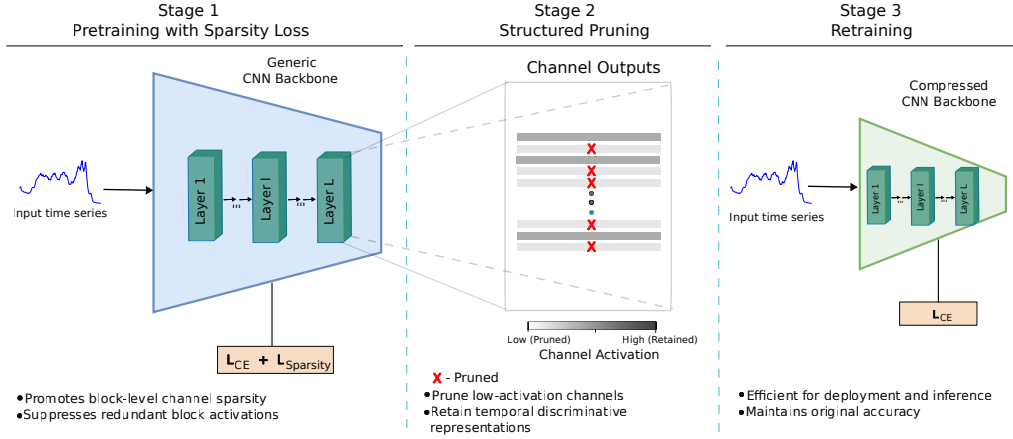 Stage 1
Pretraining with Sparsity Loss
Generic
CNN Backbone
Layer 1
...
Layer l
...
Layer L
Input time series
L_CE + L_Sparsity
•Promotes block-level channel sparsity
•Suppresses redundant block activations
Stage 2
Structured Pruning
Channel Outputs
Low (Pruned)
High (Retained)
Channel Activation
X - Pruned
•Prune low-activation channels
•Retain temporal discriminative
representations
Stage 3
Retraining
Compressed
CNN Backbone
Layer 1
...
Layer l
...
Layer L
Input time series
L_CE
•Efficient for deployment and inference
•Maintains original accuracy